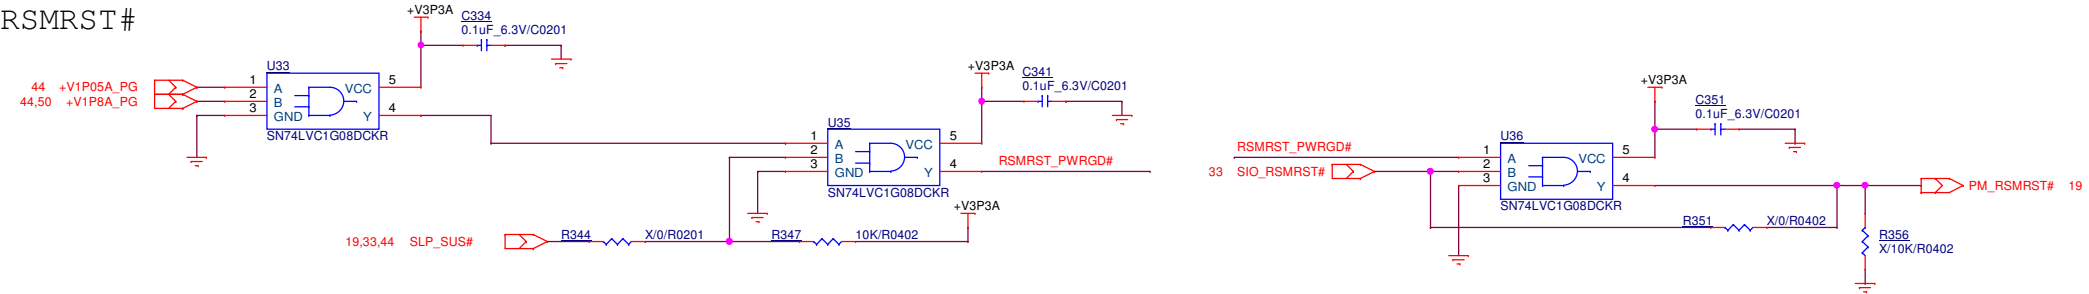 RSMRST#
+V3P3A
C334
0.1uF_6.3V/C0201
U33
44 +V1P05A_PG
44,50 +V1P8A_PG
1
2
3
A
B
GND
VCC
Y
5
4
SN74LVC1G08DCKR
+V3P3A
C341
0.1uF_6.3V/C0201
U35
1
2
3
A
B
GND
VCC
Y
5
4
SN74LVC1G08DCKR
RSMRST_PWRGD#
+V3P3A
19,33,44 SLP_SUS#
R344 X/0/R0201
R347 10K/R0402
+V3P3A
C351
0.1uF_6.3V/C0201
U36
RSMRST_PWRGD#
33 SIO_RSMRST#
1
2
3
A
B
GND
VCC
Y
5
4
SN74LVC1G08DCKR
PM_RSMRST# 19
R351 X/0/R0402
R356
X/10K/R0402